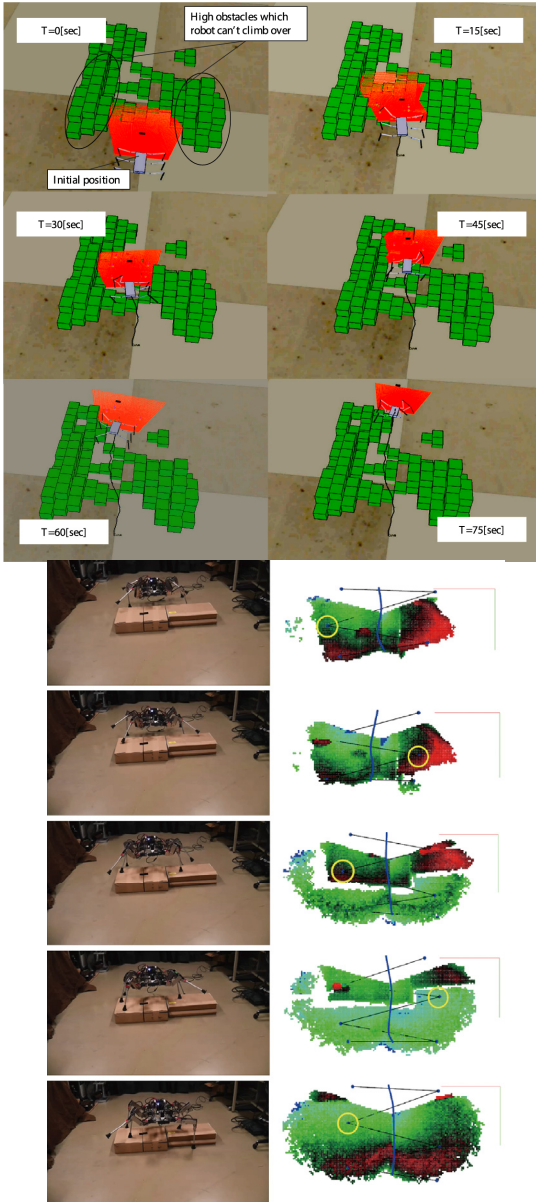 High obstacles which
robot can't climb over
T=0[sec]
T=15[sec]
Initial position
T=30[sec]
T=45[sec]
T=60[sec]
T=75[sec]